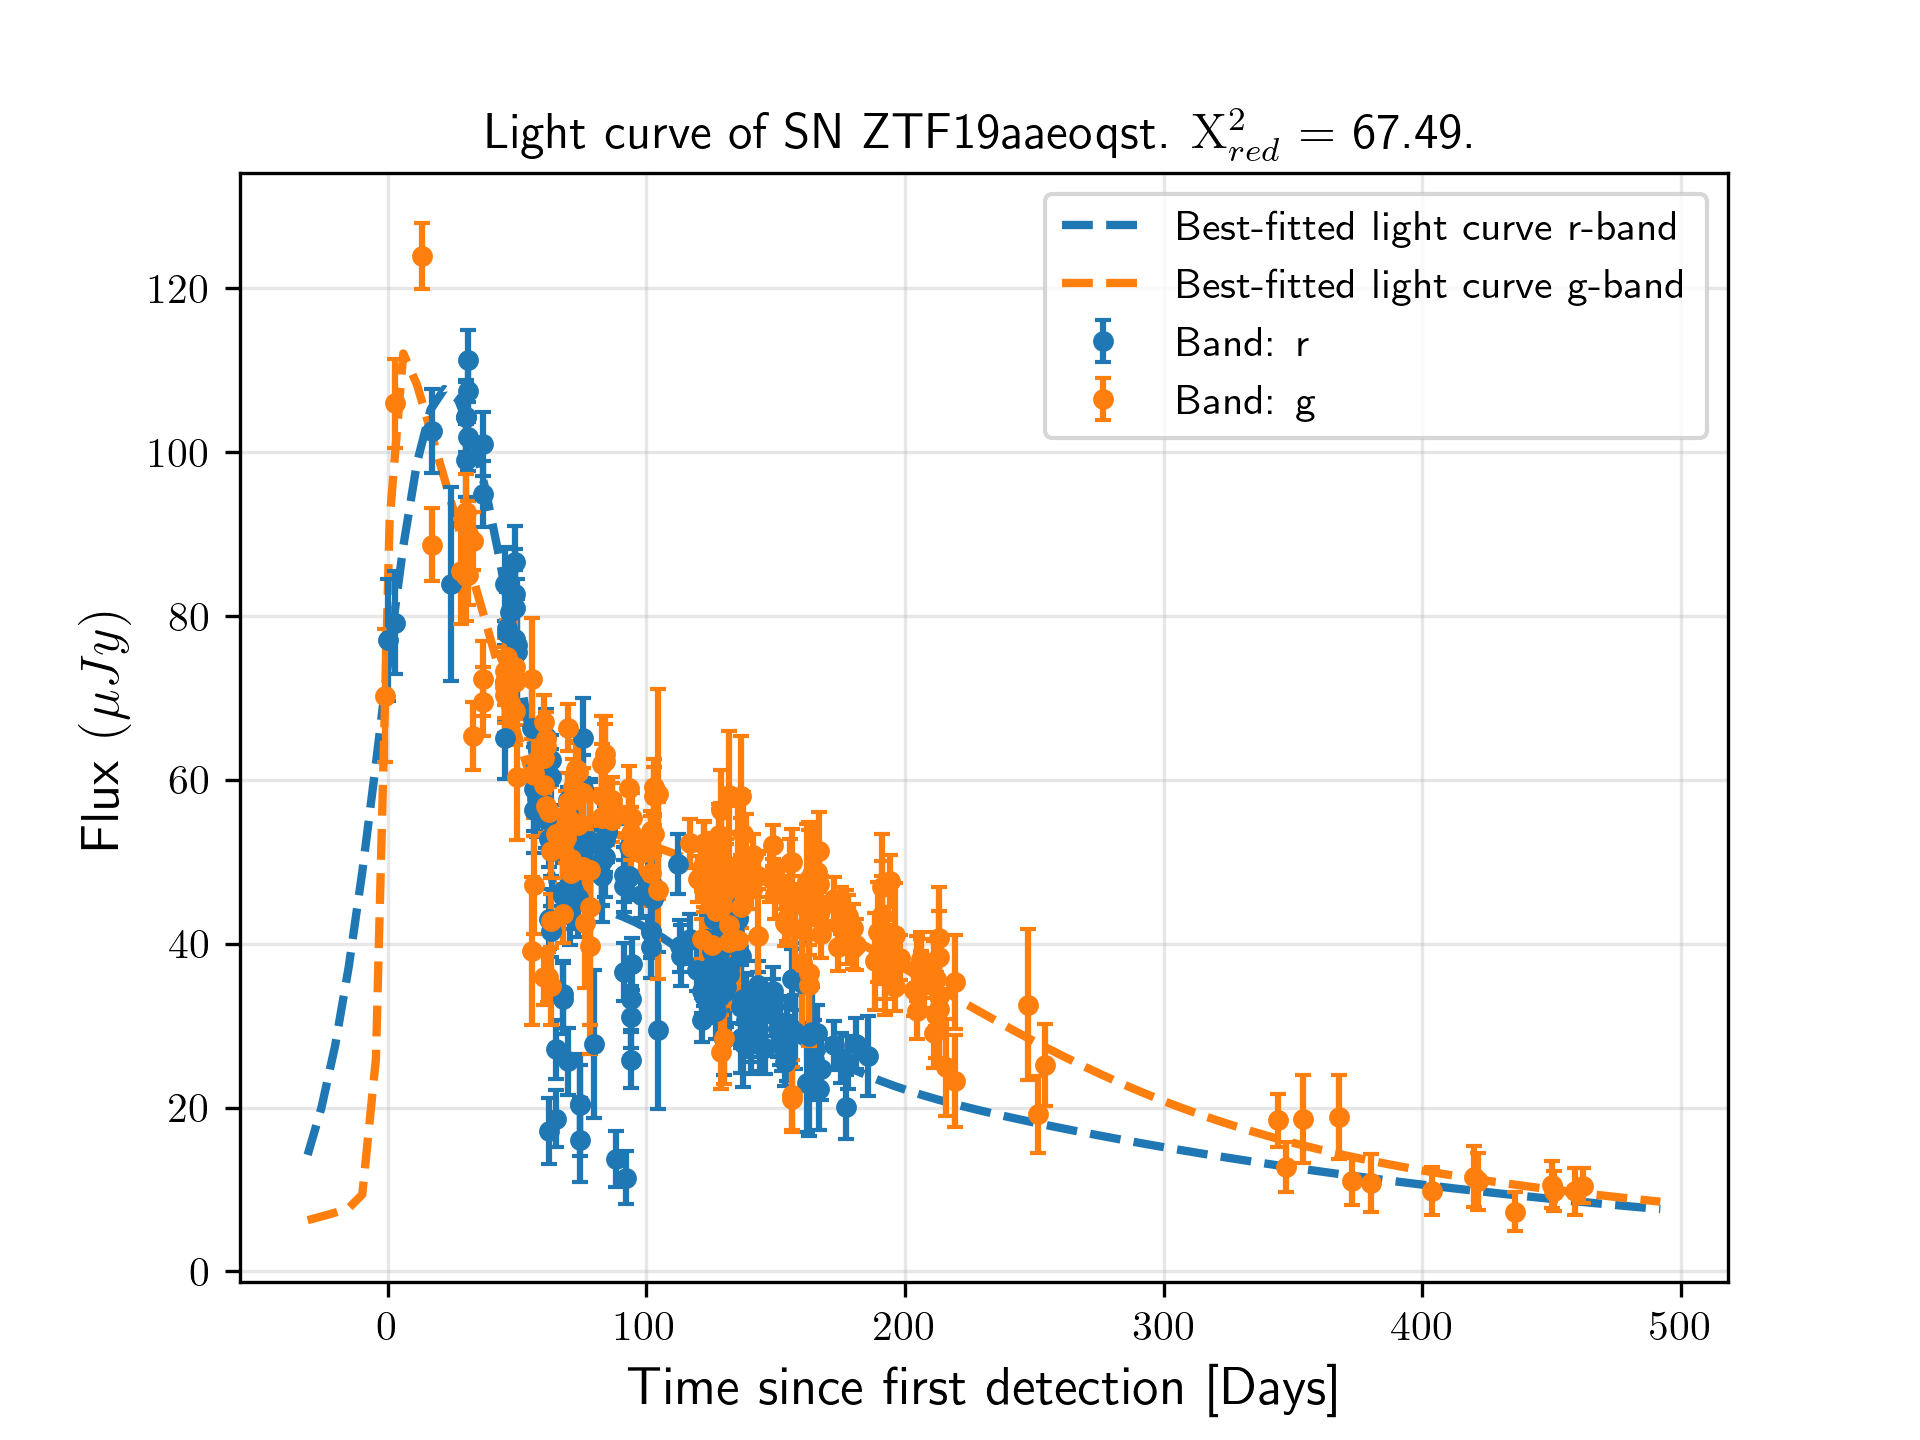 Light curve of SN ZTF19aaeoqst. X²_red = 67.49.
Best-fitted light curve r-band
Best-fitted light curve g-band
Band: r
Band: g
Flux (μJy)
120
100
80
60
40
20
0
0 100 200 300 400 500
Time since first detection [Days]